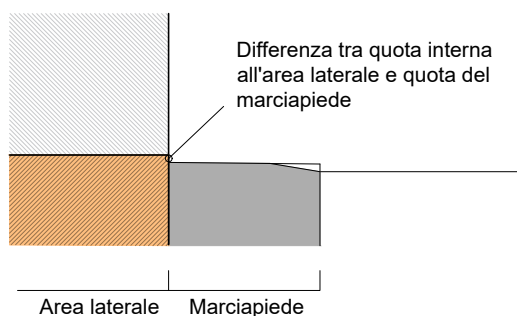 Differenza tra quota interna
all'area laterale e quota del
marciapiede
Area laterale
Marciapiede